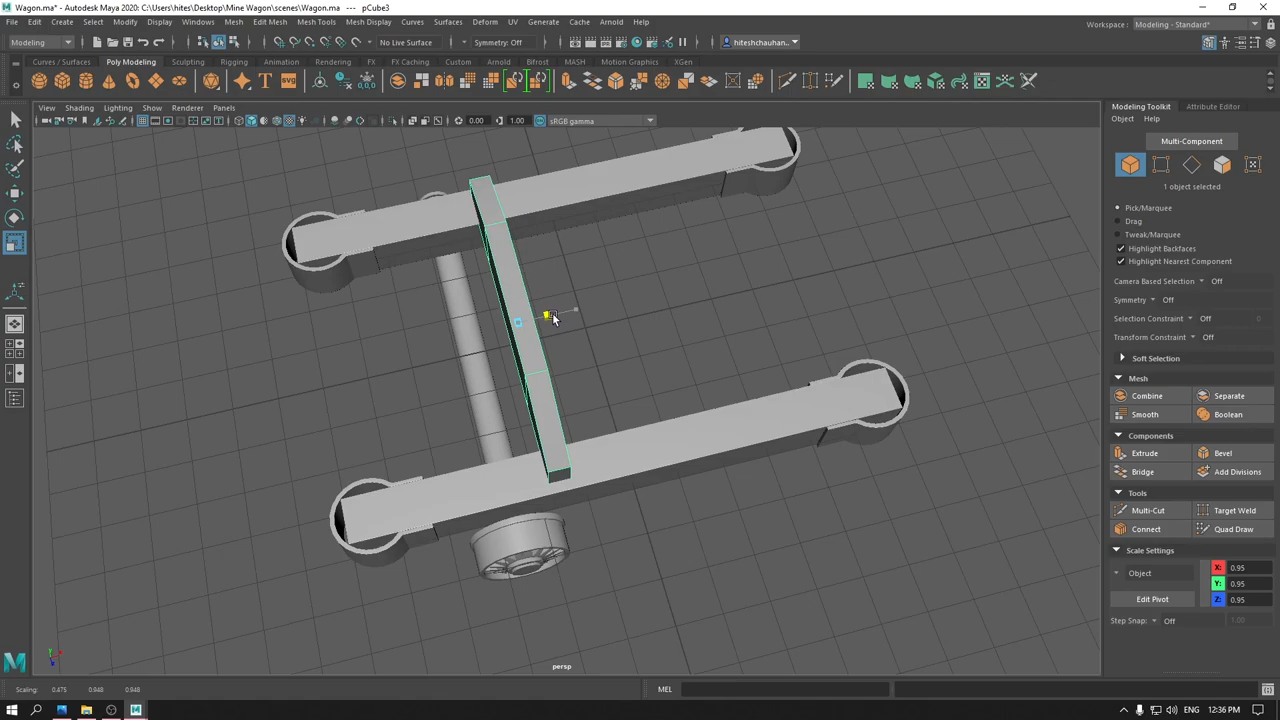 Wagon.ma* - Autodesk Maya 2020: C:\Users\hites\Desktop\Mine Wagon\scenes\Wagon.ma --- pCube3
File Edit Create Select Modify Display Windows Mesh Edit Mesh Mesh Tools Mesh Display Curves Surfaces Deform UV Generate Cache Arnold Help
Workspace : Modeling - Standard*
Modeling No Live Surface Symmetry: Off hiteshchauhan...
Curves / Surfaces Poly Modeling Sculpting Rigging Animation Rendering FX FX Caching Custom Arnold Bifrost MASH Motion Graphics XGen
View Shading Lighting Show Renderer Panels
0.00 1.00 sRGB gamma
Modeling Toolkit Attribute Editor
Object Help
Multi-Component
1 object selected
Pick/Marquee
Drag
Tweak/Marquee
Highlight Backfaces
Highlight Nearest Component
Camera Based Selection Off
Symmetry Off
Selection Constraint Off 0
Transform Constraint Off
Soft Selection
Mesh
Combine Separate
Smooth Boolean
Components
Extrude Bevel
Bridge Add Divisions
Tools
Multi-Cut Target Weld
Connect Quad Draw
Scale Settings
Object X: 0.95
Y: 0.95
Edit Pivot Z: 0.95
Step Snap: Off 1.00
persp
Scaling: 0.475 0.948 0.948 MEL
12:36 PM